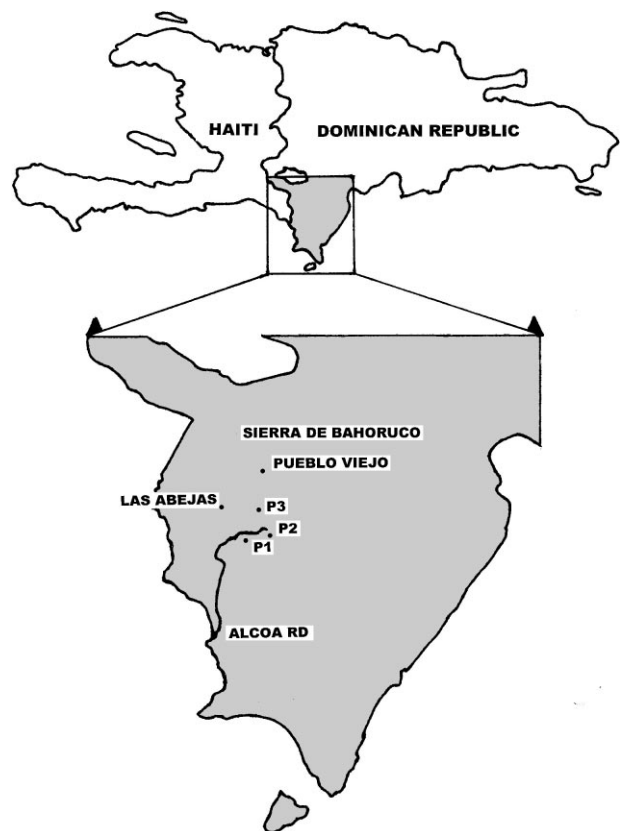 HAITI
DOMINICAN REPUBLIC
SIERRA DE BAHORUCO
PUEBLO VIEJO
LAS ABEJAS
P3
P2
P1
ALCOA RD